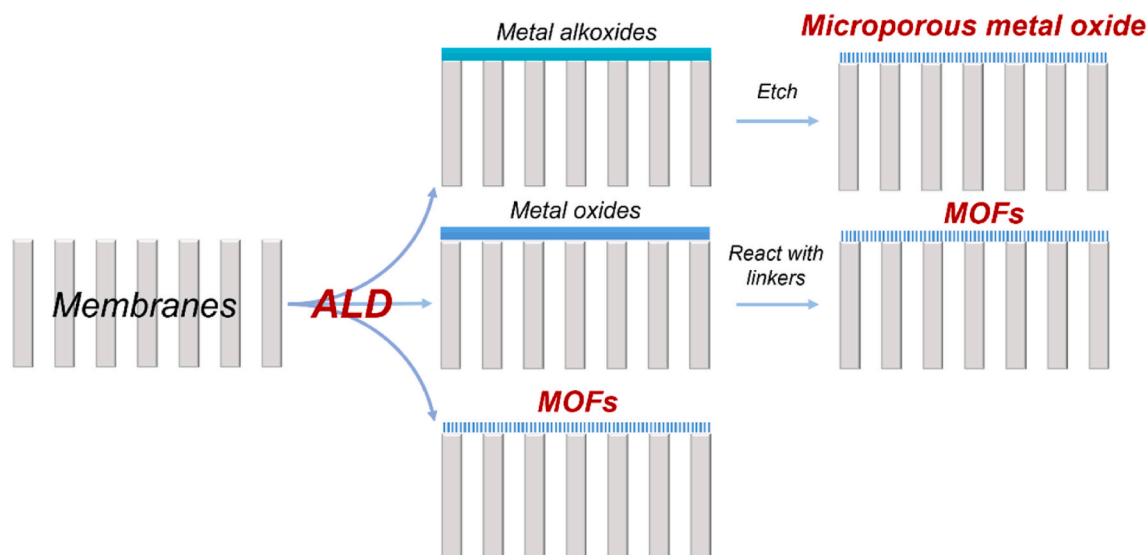 Metal alkoxides
Microporous metal oxide
Etch
Metal oxides
MOFs
React with
linkers
Membranes
ALD
MOFs